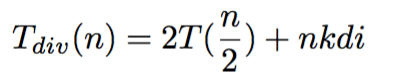 T_{div}(n) = 2T(\frac{n}{2}) + nkdi